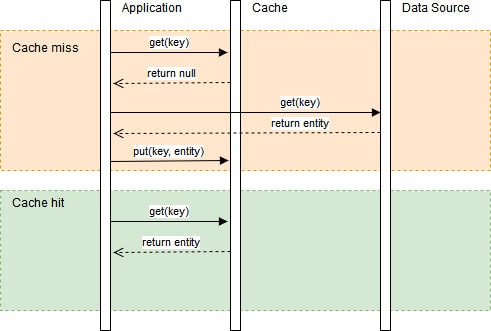 Application
Cache
Data Source
Cache miss
get(key)
return null
get(key)
return entity
put(key, entity)
Cache hit
get(key)
return entity